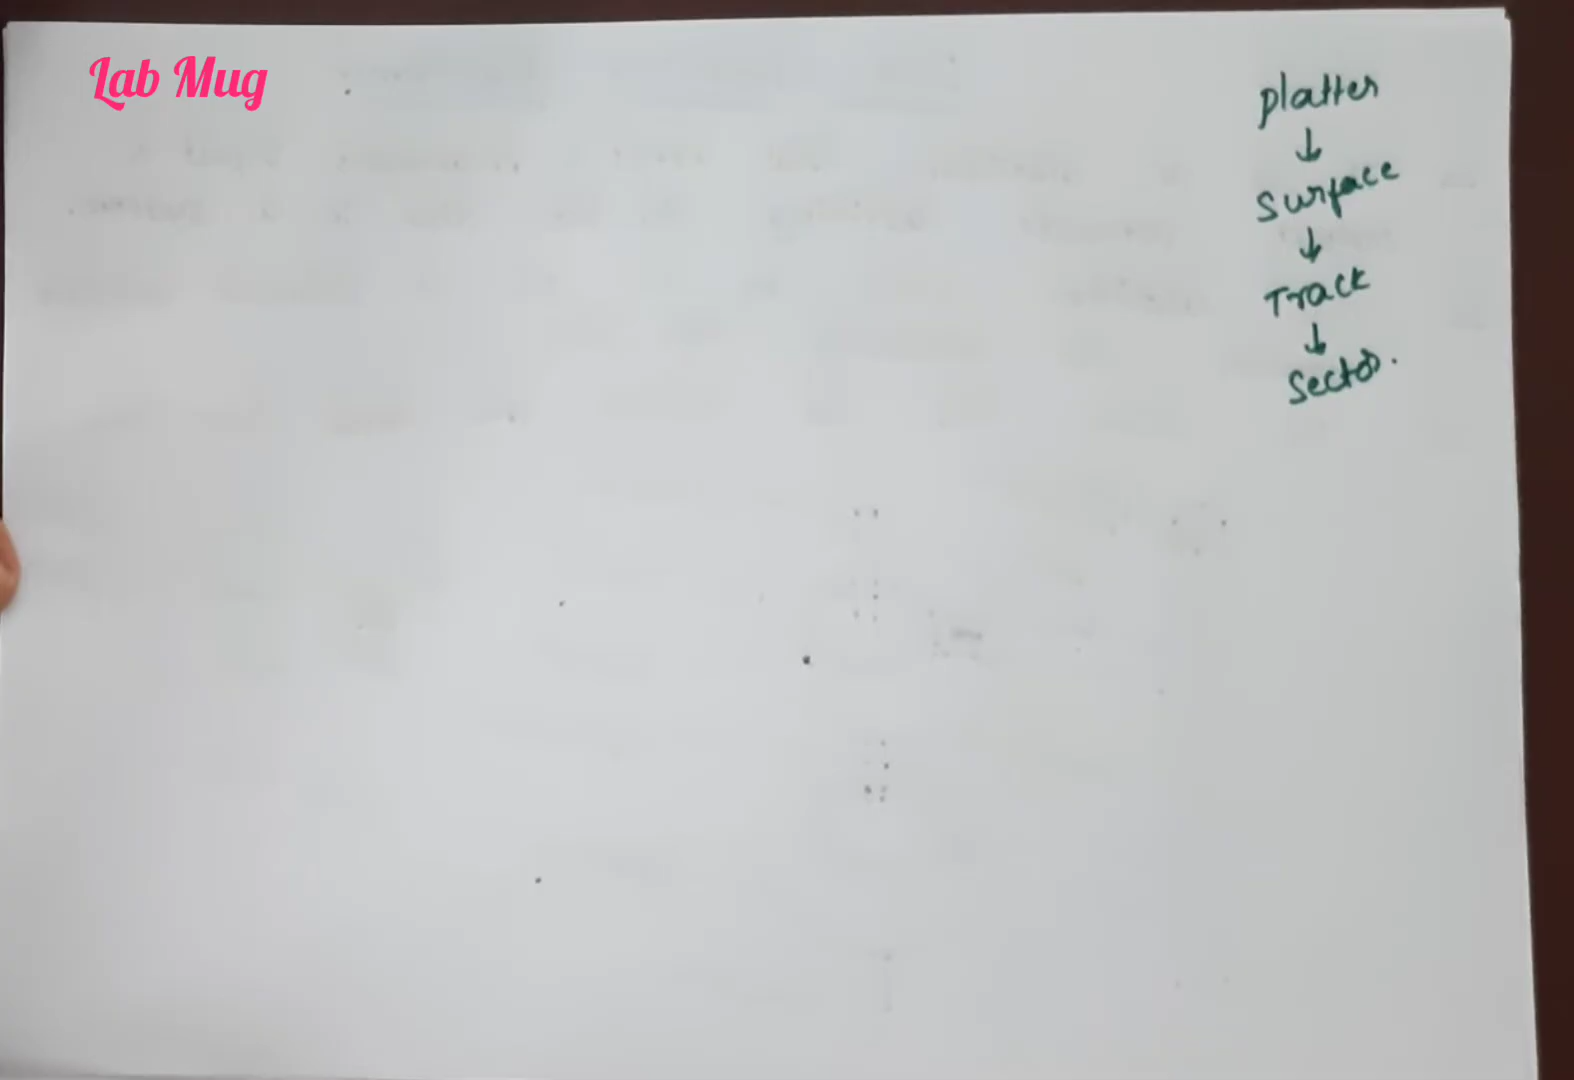 Lab Mug
platter
↓
Surface
↓
Track
↓
Sector.